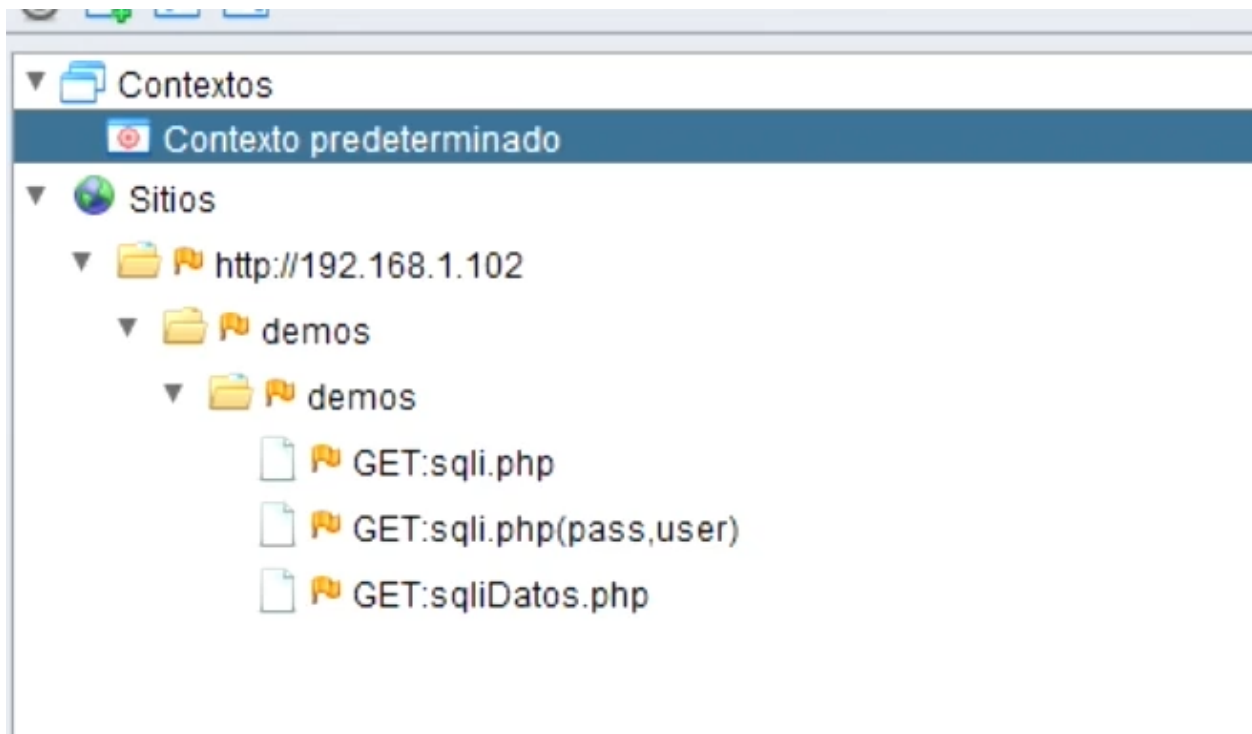 Contextos
Contexto predeterminado
Sitios
http://192.168.1.102
demos
demos
GET:sqli.php
GET:sqli.php(pass,user)
GET:sqliDatos.php